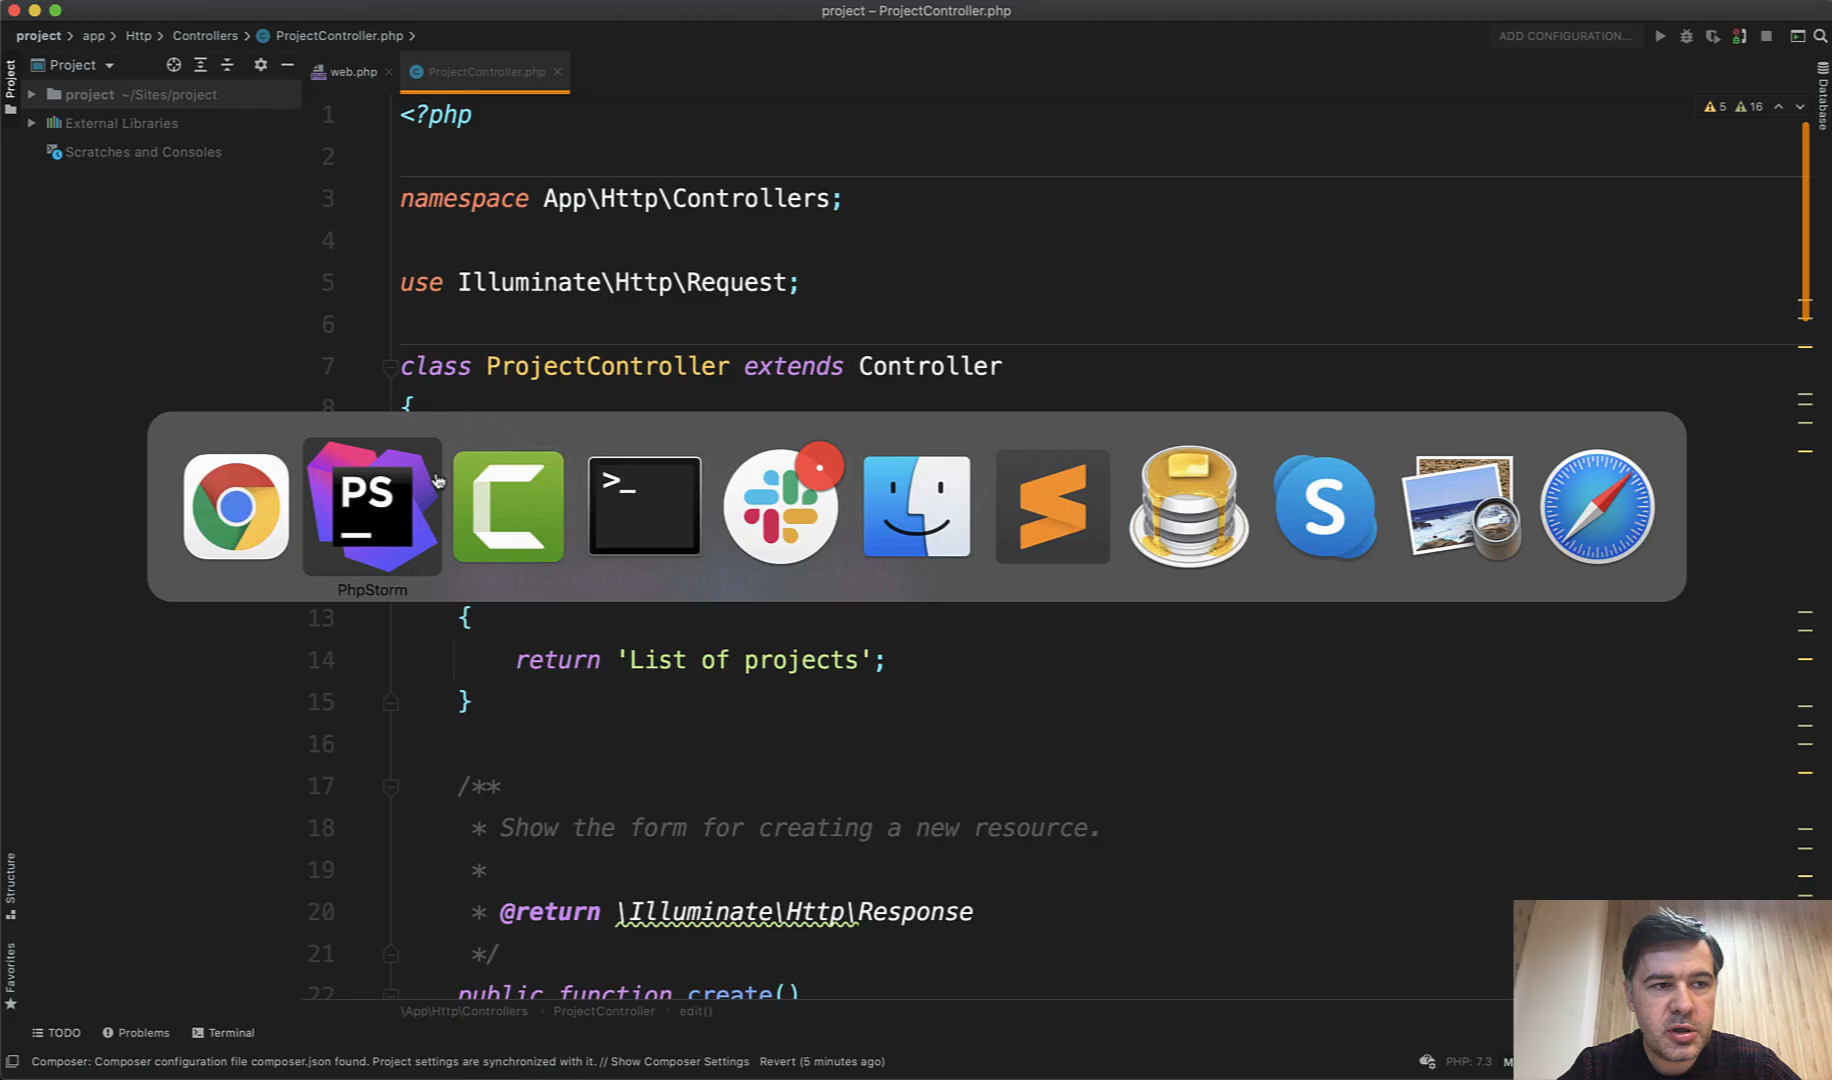 project – ProjectController.php
project > app > Http > Controllers > ProjectController.php >
ADD CONFIGURATION...
Project
Project
web.php
ProjectController.php
project ~/Sites/project
External Libraries
Scratches and Consoles
5 16
Database
1 <?php
2
3 namespace App\Http\Controllers;
4
5 use Illuminate\Http\Request;
6
7 class ProjectController extends Controller
8 {
PS
>_
S
PhpStorm
13 {
14 return 'List of projects';
15 }
16
17 /**
18 * Show the form for creating a new resource.
19 *
20 * @return \Illuminate\Http\Response
21 */
22 public function create()
Structure
Favorites
\App\Http\Controllers > ProjectController > edit()
TODO Problems Terminal
Composer: Composer configuration file composer.json found. Project settings are synchronized with it. // Show Composer Settings Revert (5 minutes ago)
PHP: 7.3